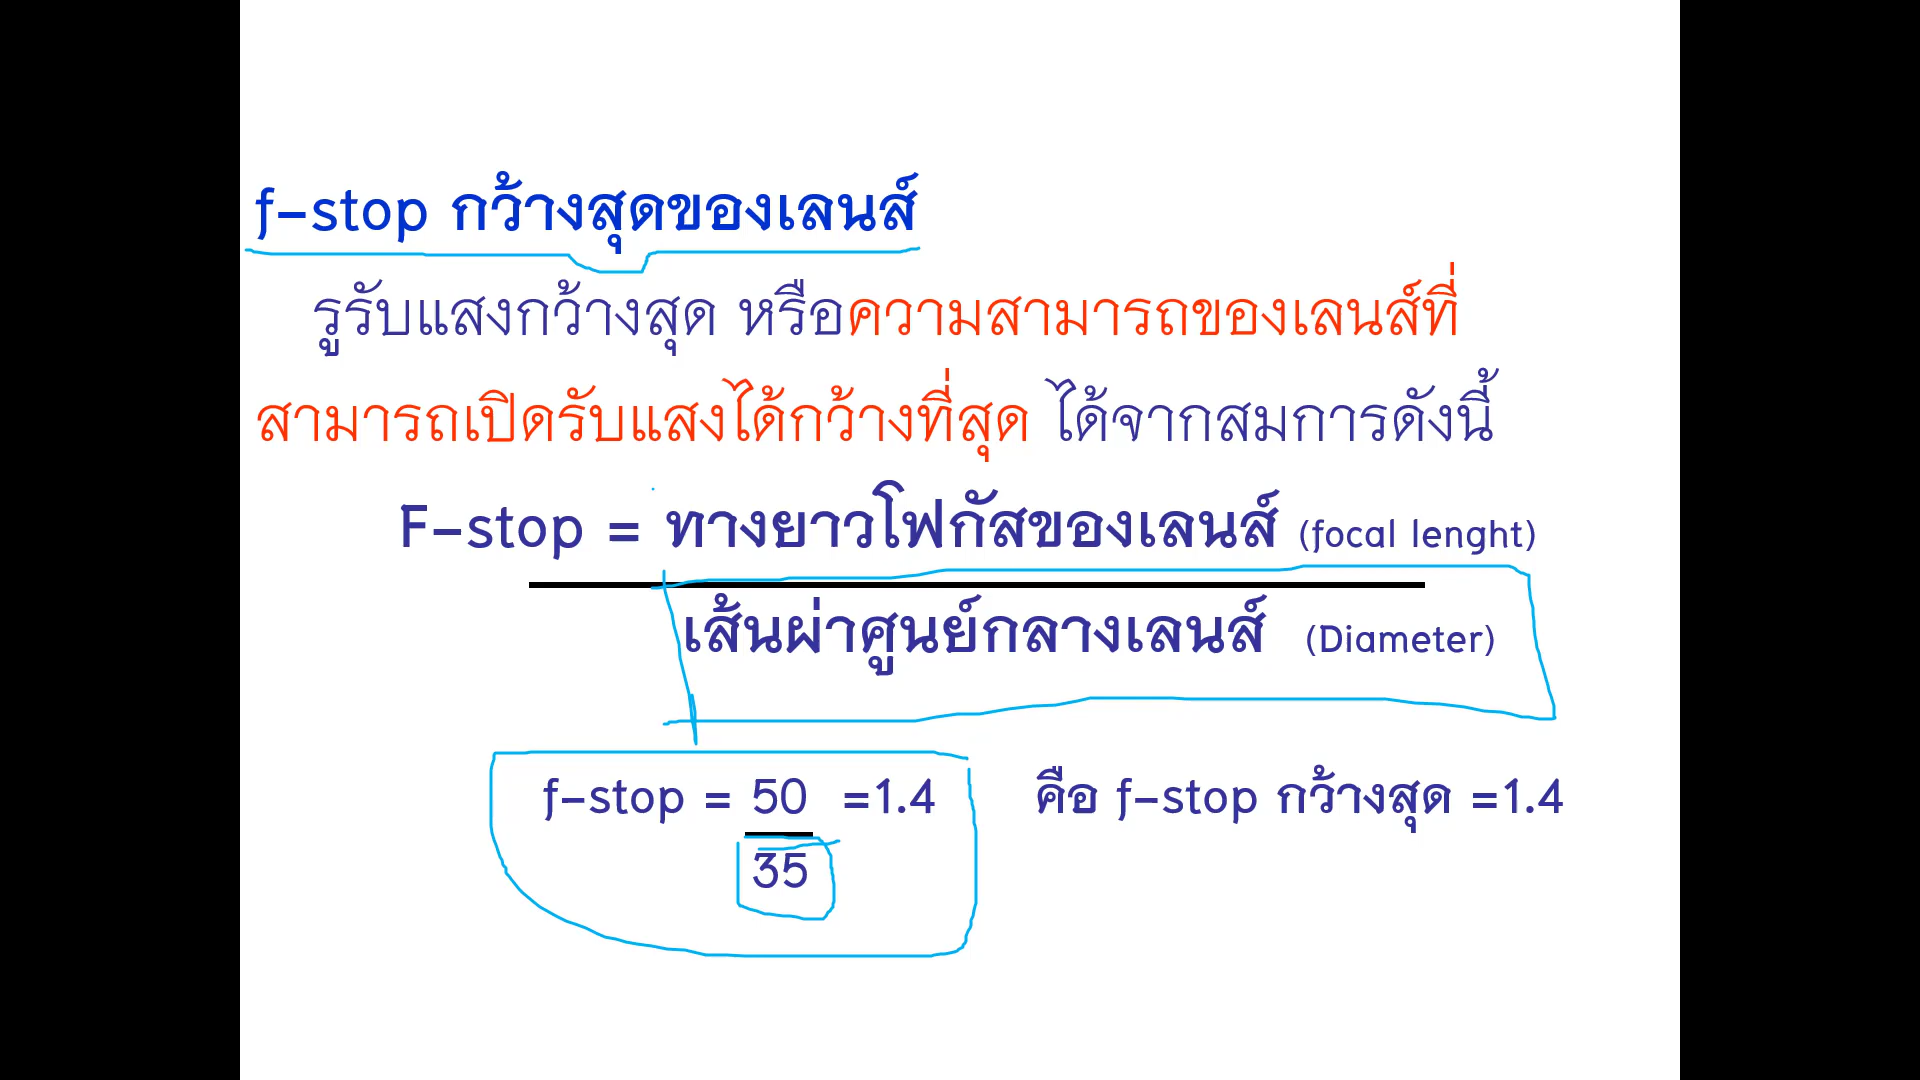 f-stop กว้างสุดของเลนส์
รูรับแสงกว้างสุด หรือความสามารถของเลนส์ที่
สามารถเปิดรับแสงได้กว้างที่สุด ได้จากสมการดังนี้
F-stop = ทางยาวโฟกัสของเลนส์ (focal lenght)
เส้นผ่าศูนย์กลางเลนส์ (Diameter)
f-stop = 50 =1.4 คือ f-stop กว้างสุด =1.4
35